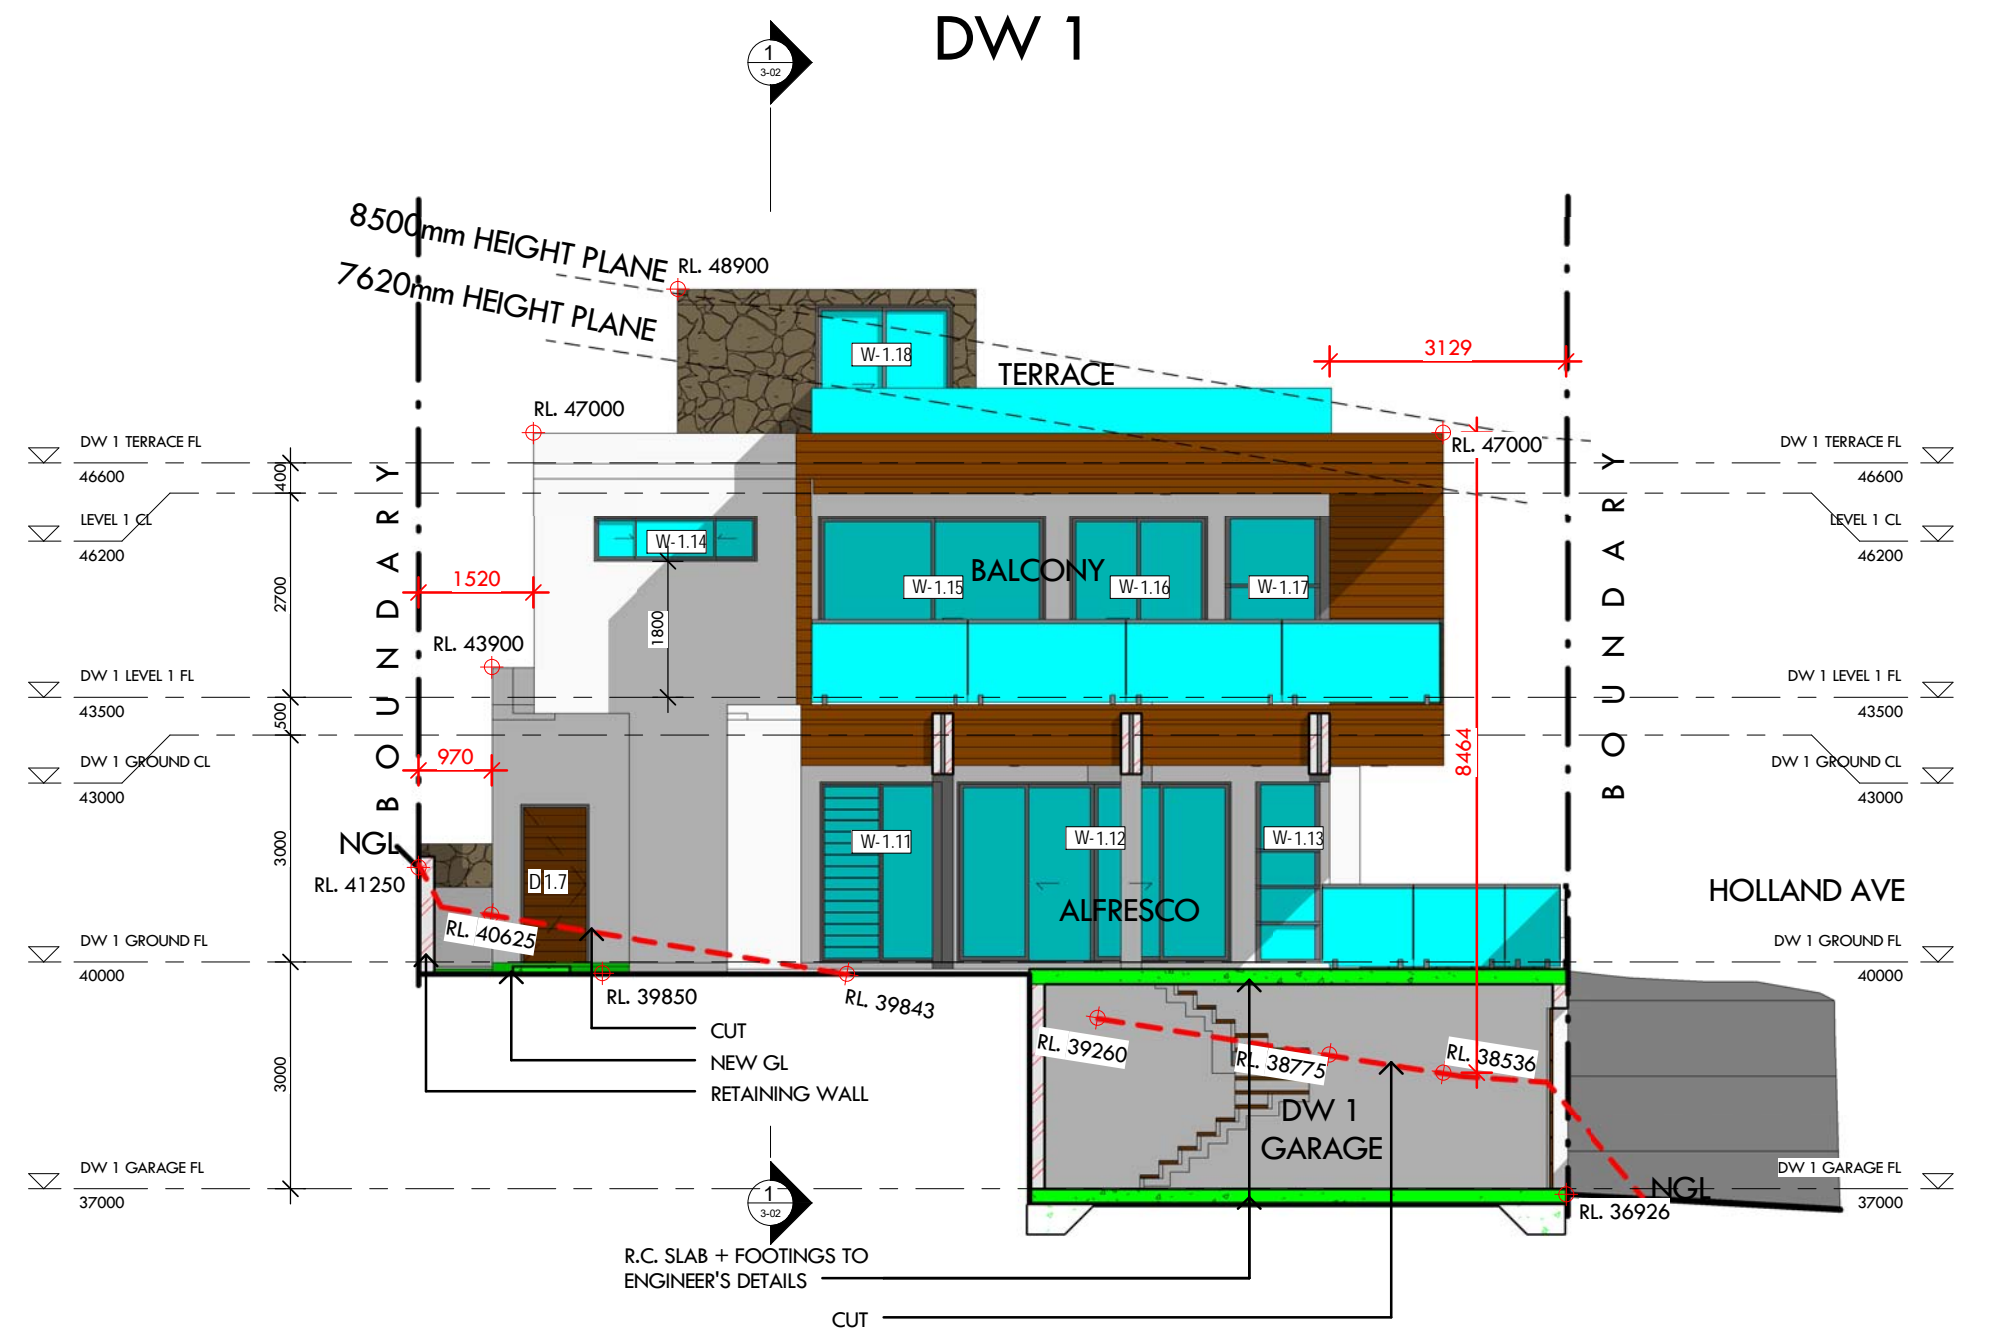 DW 1
1
3-02
8500mm HEIGHT PLANE
RL. 48900
7620mm HEIGHT PLANE
W-1.18
3129
TERRACE
RL. 47000
RL. 47000
DW 1 TERRACE FL
46600
DW 1 TERRACE FL
46600
400
LEVEL 1 CL
46200
LEVEL 1 CL
46200
BOUNDARY
BOUNDARY
W-1.14
BALCONY
W-1.15
W-1.16
W-1.17
1520
2700
1800
RL. 43900
DW 1 LEVEL 1 FL
43500
DW 1 LEVEL 1 FL
43500
500
8464
970
DW 1 GROUND CL
43000
DW 1 GROUND CL
43000
3000
NGL
W-1.11
W-1.12
W-1.13
RL. 41250
D1.7
HOLLAND AVE
ALFRESCO
RL. 40625
DW 1 GROUND FL
40000
DW 1 GROUND FL
40000
RL. 39850
RL. 39843
CUT
NEW GL
RETAINING WALL
RL. 39260
RL. 38775
RL. 38536
3000
DW 1
GARAGE
DW 1 GARAGE FL
37000
DW 1 GARAGE FL
37000
NGL
RL. 36926
1
3-02
R.C. SLAB + FOOTINGS TO
ENGINEER'S DETAILS
CUT